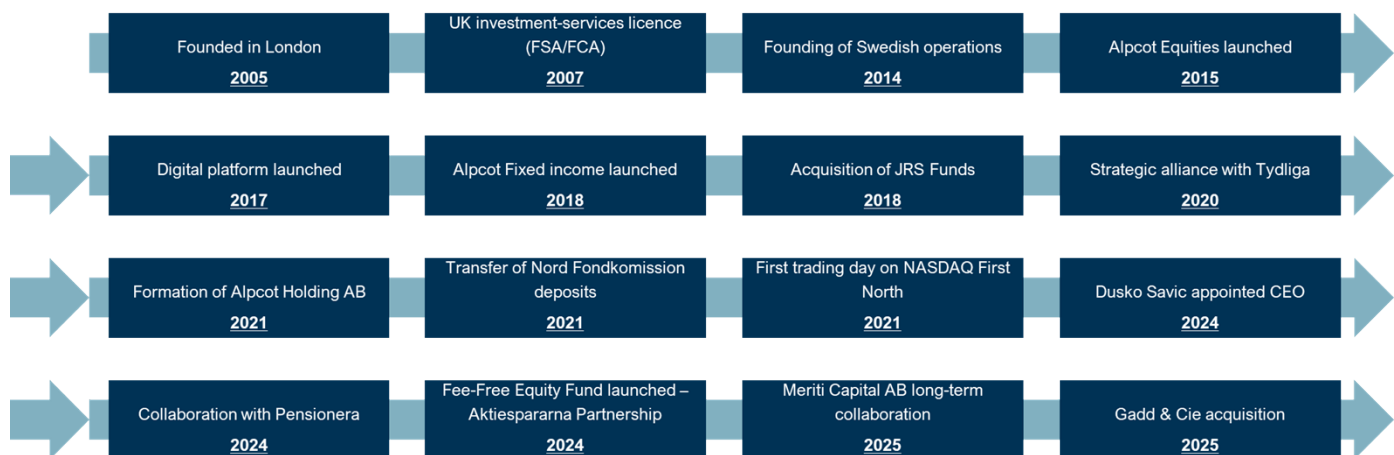 Founded in London
2005
UK investment-services licence
(FSA/FCA)
2007
Founding of Swedish operations
2014
Alpcot Equities launched
2015
Digital platform launched
2017
Alpcot Fixed income launched
2018
Acquisition of JRS Funds
2018
Strategic alliance with Tydliga
2020
Formation of Alpcot Holding AB
2021
Transfer of Nord Fondkomission
deposits
2021
First trading day on NASDAQ First
North
2021
Dusko Savic appointed CEO
2024
Collaboration with Pensionera
2024
Fee-Free Equity Fund launched –
Aktiespararna Partnership
2024
Meriti Capital AB long-term
collaboration
2025
Gadd & Cie acquisition
2025